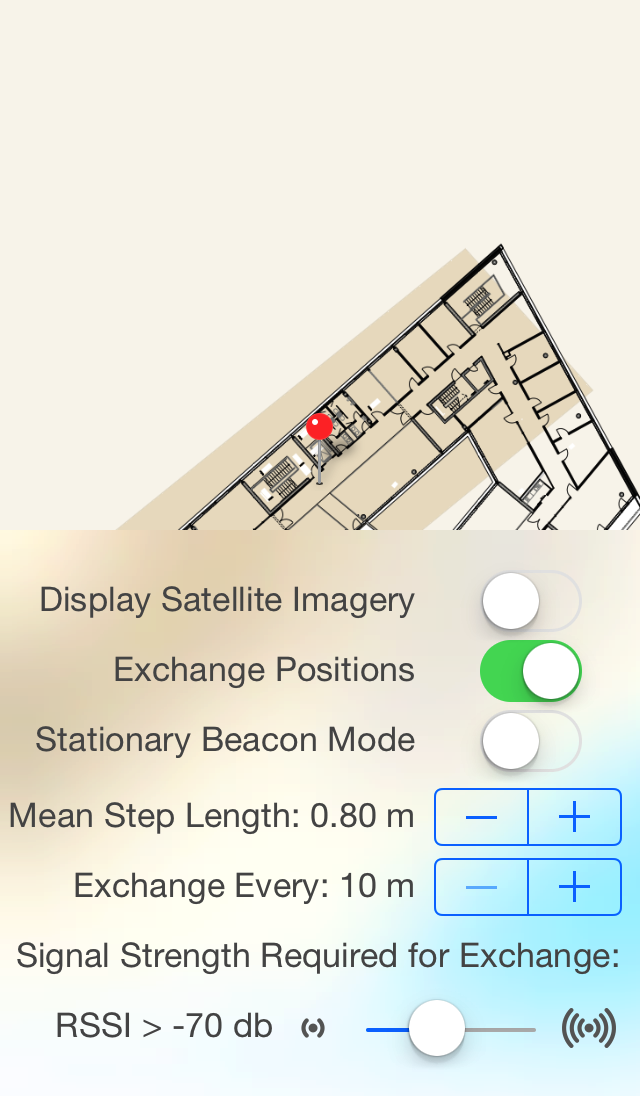 Display Satellite Imagery
Exchange Positions
Stationary Beacon Mode
Mean Step Length: 0.80 m
Exchange Every: 10 m
Signal Strength Required for Exchange:
RSSI > -70 db